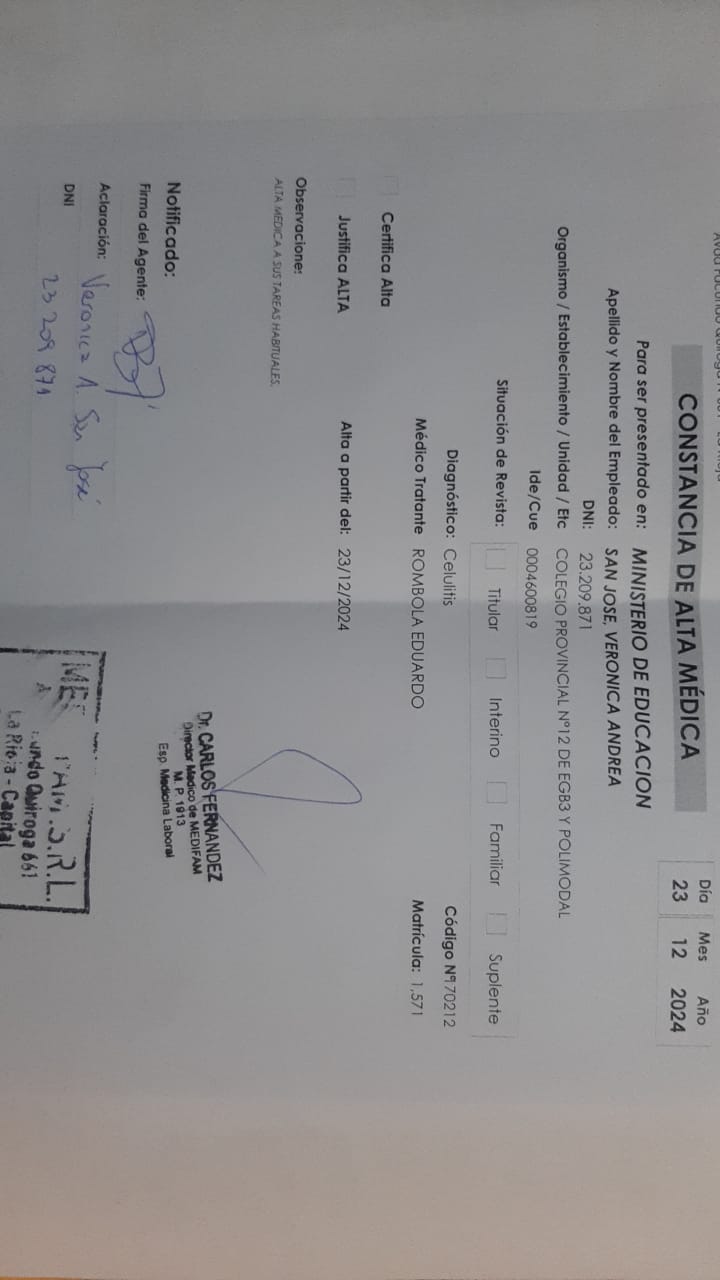 CONSTANCIA DE ALTA MÉDICA
Día Mes Año
23 12 2024
Para ser presentado en: MINISTERIO DE EDUCACION
Apellido y Nombre del Empleado: SAN JOSE, VERONICA ANDREA
DNI: 23.209.871
Organismo / Establecimiento / Unidad / Etc COLEGIO PROVINCIAL Nº12 DE EGB3 Y POLIMODAL
Ide/Cue 0004600819
Situación de Revista: Titular Interino Familiar Suplente
Diagnóstico: Celulitis Código Nº 170212
Médico Tratante ROMBOLA EDUARDO Matrícula: 1,571
Certifica Alta
Justifica ALTA Alta a partir del: 23/12/2024
Observacione:
ALTA MEDICA A SUS TAREAS HABITUALES.
Dr. CARLOS FERNANDEZ
Director Médico de MEDIFAM
M. P. 1913
Esp. Medicina Laboral
Notificado:
Firma del Agente:
Aclaración: Veronica A. San José
DNI 23 209 871
S.R.L.
Quiroga 661
La Rioja - Capital